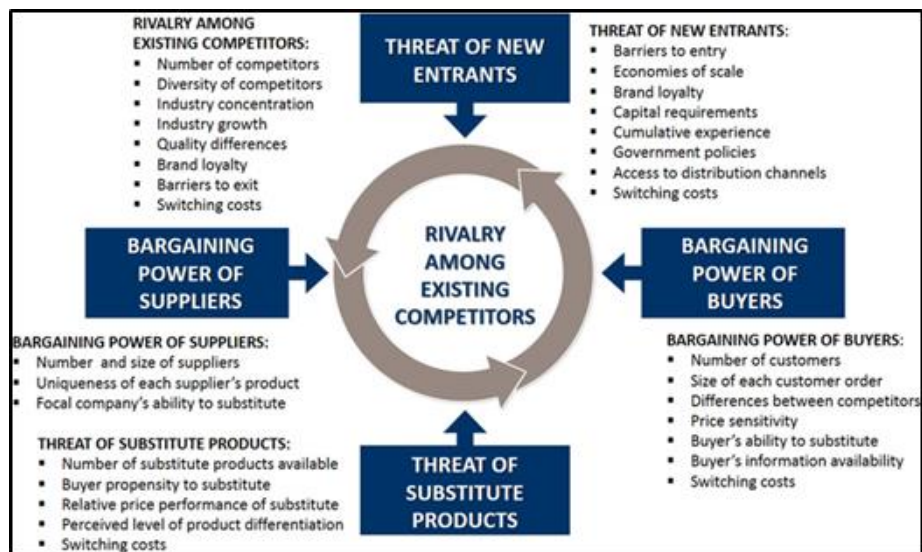 RIVALRY AMONG
EXISTING COMPETITORS:
▪ Number of competitors
▪ Diversity of competitors
▪ Industry concentration
▪ Industry growth
▪ Quality differences
▪ Brand loyalty
▪ Barriers to exit
▪ Switching costs
THREAT OF NEW
ENTRANTS
THREAT OF NEW ENTRANTS:
▪ Barriers to entry
▪ Economies of scale
▪ Brand loyalty
▪ Capital requirements
▪ Cumulative experience
▪ Government policies
▪ Access to distribution channels
▪ Switching costs
BARGAINING
POWER OF
SUPPLIERS
RIVALRY
AMONG
EXISTING
COMPETITORS
BARGAINING
POWER OF
BUYERS
BARGAINING POWER OF SUPPLIERS:
▪ Number and size of suppliers
▪ Uniqueness of each supplier's product
▪ Focal company's ability to substitute
BARGAINING POWER OF BUYERS:
▪ Number of customers
▪ Size of each customer order
▪ Differences between competitors
▪ Price sensitivity
▪ Buyer's ability to substitute
▪ Buyer's information availability
▪ Switching costs
THREAT OF SUBSTITUTE PRODUCTS:
▪ Number of substitute products available
▪ Buyer propensity to substitute
▪ Relative price performance of substitute
▪ Perceived level of product differentiation
▪ Switching costs
THREAT OF
SUBSTITUTE
PRODUCTS